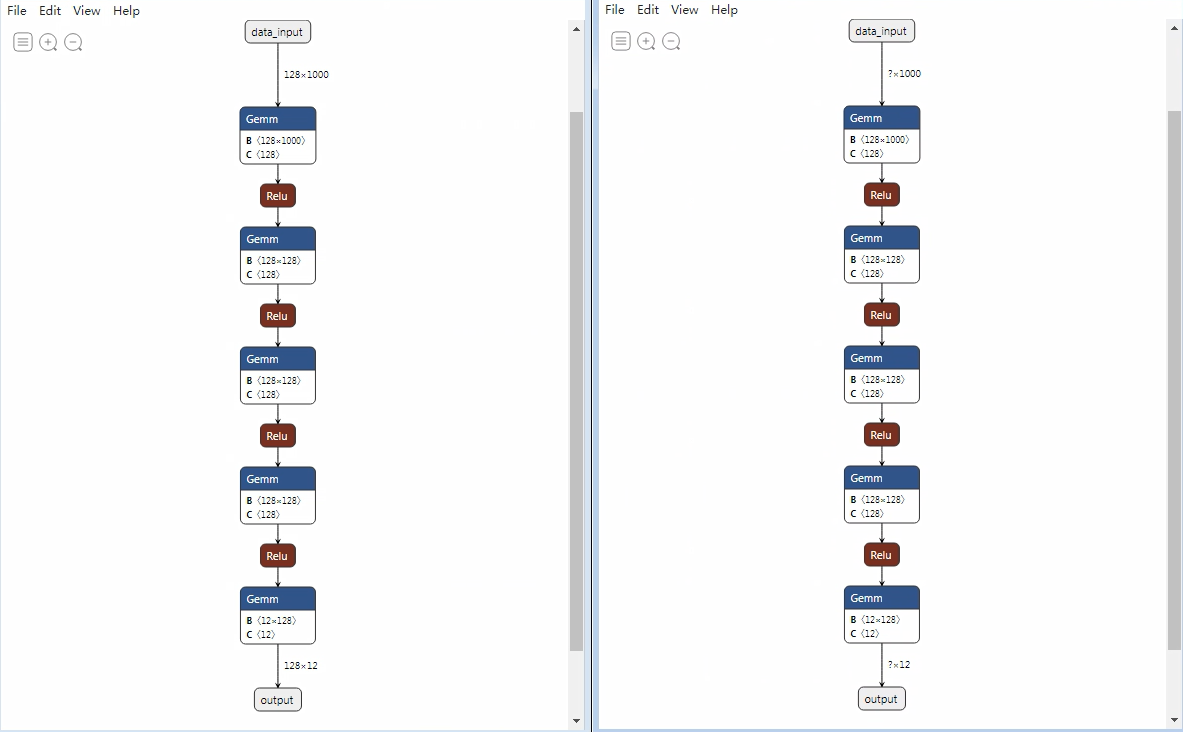 File Edit View Help
data_input
128×1000
Gemm
B 〈128×1000〉
C 〈128〉
Relu
Gemm
B 〈128×128〉
C 〈128〉
Relu
Gemm
B 〈128×128〉
C 〈128〉
Relu
Gemm
B 〈128×128〉
C 〈128〉
Relu
Gemm
B 〈12×128〉
C 〈12〉
128×12
output
File Edit View Help
data_input
?×1000
Gemm
B 〈128×1000〉
C 〈128〉
Relu
Gemm
B 〈128×128〉
C 〈128〉
Relu
Gemm
B 〈128×128〉
C 〈128〉
Relu
Gemm
B 〈128×128〉
C 〈128〉
Relu
Gemm
B 〈12×128〉
C 〈12〉
?×12
output